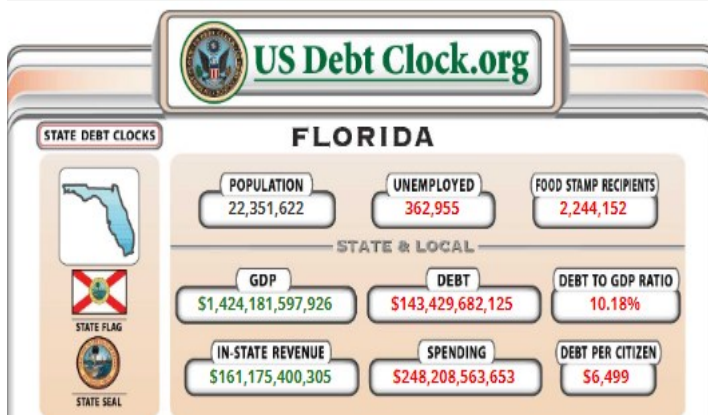 US Debt Clock.org
STATE DEBT CLOCKS
FLORIDA
POPULATION
22,351,622
UNEMPLOYED
362,955
FOOD STAMP RECIPIENTS
2,244,152
STATE & LOCAL
GDP
$1,424,181,597,926
DEBT
$143,429,682,125
DEBT TO GDP RATIO
10.18%
STATE FLAG
IN-STATE REVENUE
$161,175,400,305
SPENDING
$248,208,563,653
DEBT PER CITIZEN
$6,499
STATE SEAL